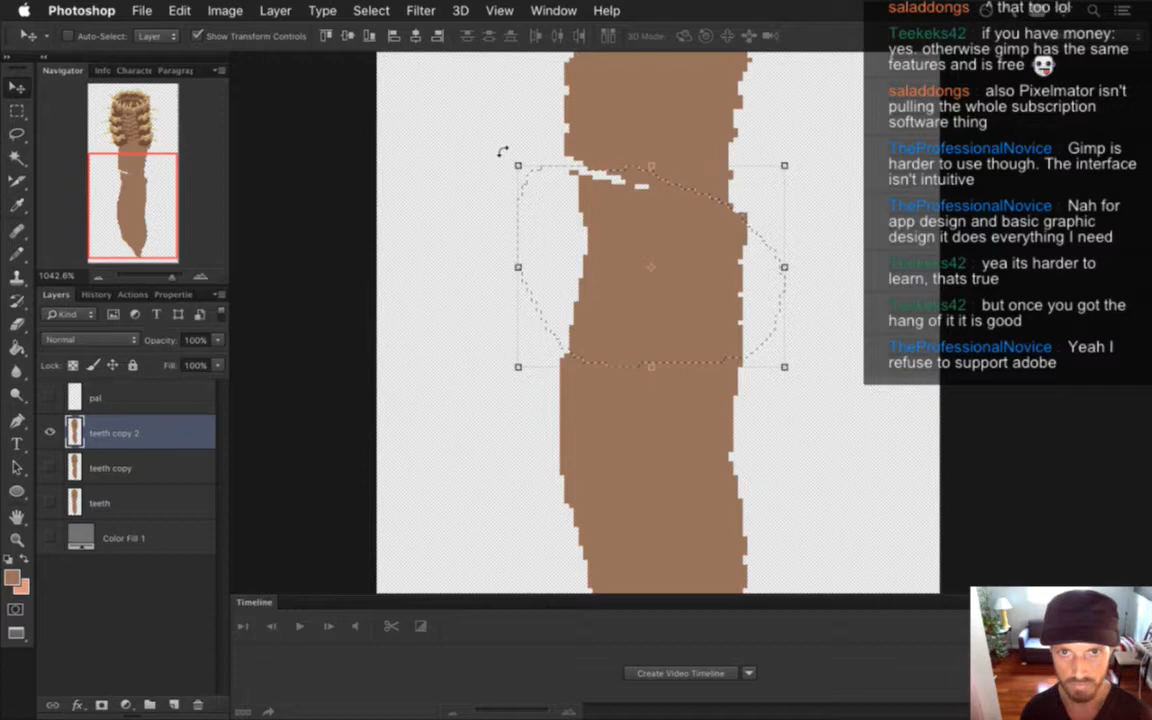 Photoshop File Edit Image Layer Type Select Filter 3D View Window Help
Auto-Select: Layer Show Transform Controls 3D Mode:
Navigator Info Characte Paragraph
1042.6%
Layers History Actions Propertie
Kind
Normal Opacity: 100%
Lock: Fill: 100%
pal
teeth copy 2
teeth copy
teeth
Color Fill 1
fx
Timeline
Create Video Timeline
saladdongs ^ that too lol
Teekeks42 if you have money:
yes. otherwise gimp has the same
features and is free
saladdongs also Pixelmator isn't
pulling the whole subscription
software thing
TheProfessionalNovice Gimp is
harder to use though. The interface
isn't intuitive
TheProfessionalNovice Nah for
app design and basic graphic
design it does everything I need
Teekeks42 yea its harder to
learn, thats true
Teekeks42 but once you got the
hang of it it is good
TheProfessionalNovice Yeah I
refuse to support adobe